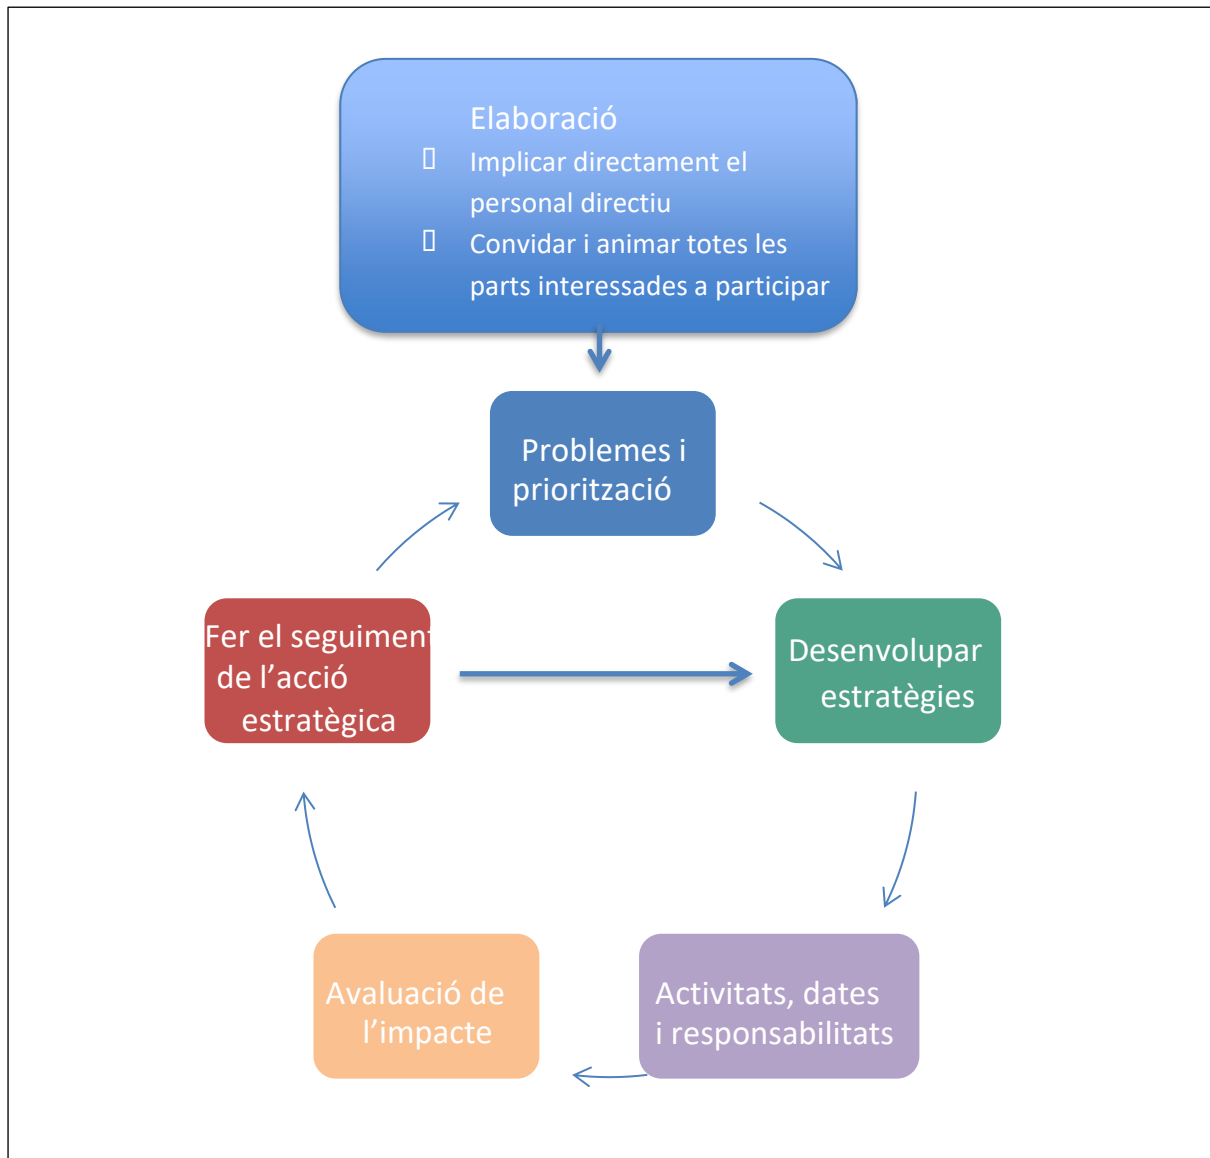 Elaboració
Implicar directament el
personal directiu
Convidar i animar totes les
parts interessades a participar
Problemes i
priorització
Fer el seguiment
de l’acció
estratègica
Desenvolupar
estratègies
Avaluació de
l’impacte
Activitats, dates
i responsabilitats